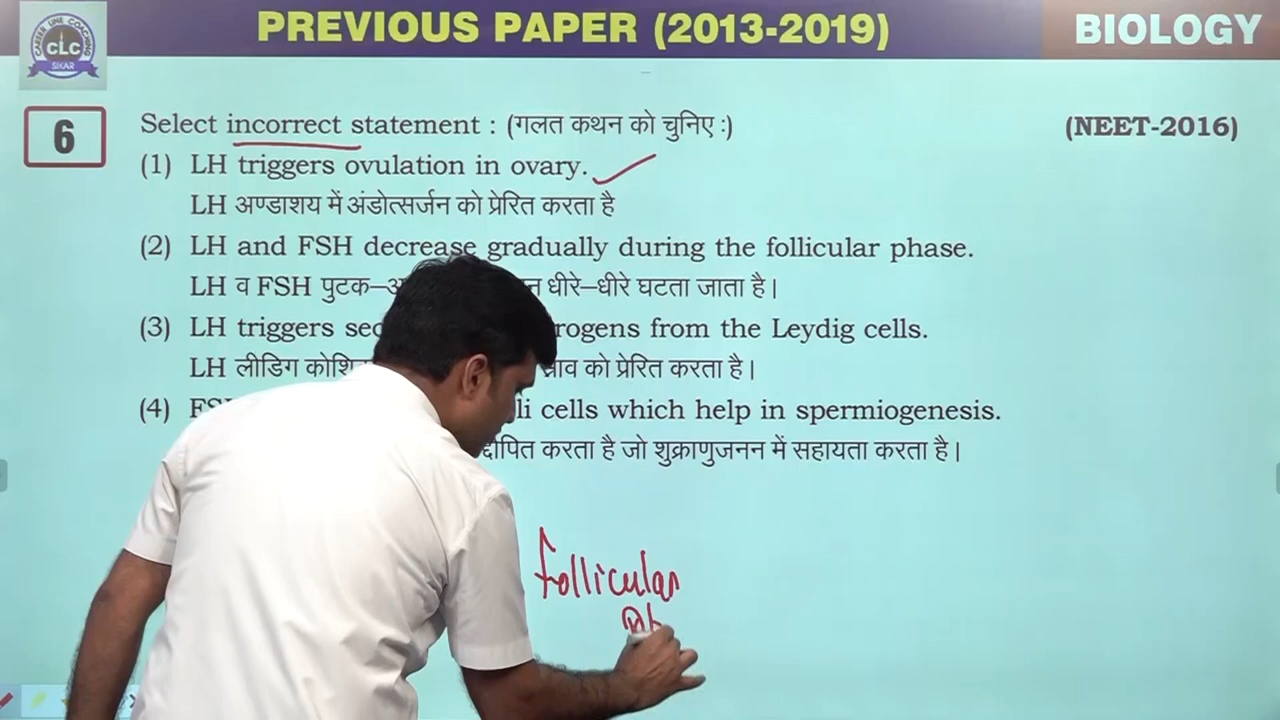 CAREER LINE COACHING
CLC
SIKAR
PREVIOUS PAPER (2013-2019)
BIOLOGY
6
Select incorrect statement : (गलत कथन को चुनिए :)
(NEET-2016)
(1) LH triggers ovulation in ovary.
LH अण्डाशय में अंडोत्सर्जन को प्रेरित करता है
(2) LH and FSH decrease gradually during the follicular phase.
LH व FSH पुटक– धीरे–धीरे घटता जाता है।
(3) LH triggers from the Leydig cells.
LH लीडिग को प्रेरित करता है।
(4) cells which help in spermiogenesis.
करता है जो शुक्राणुजनन में सहायता करता है।
follicular
Ph